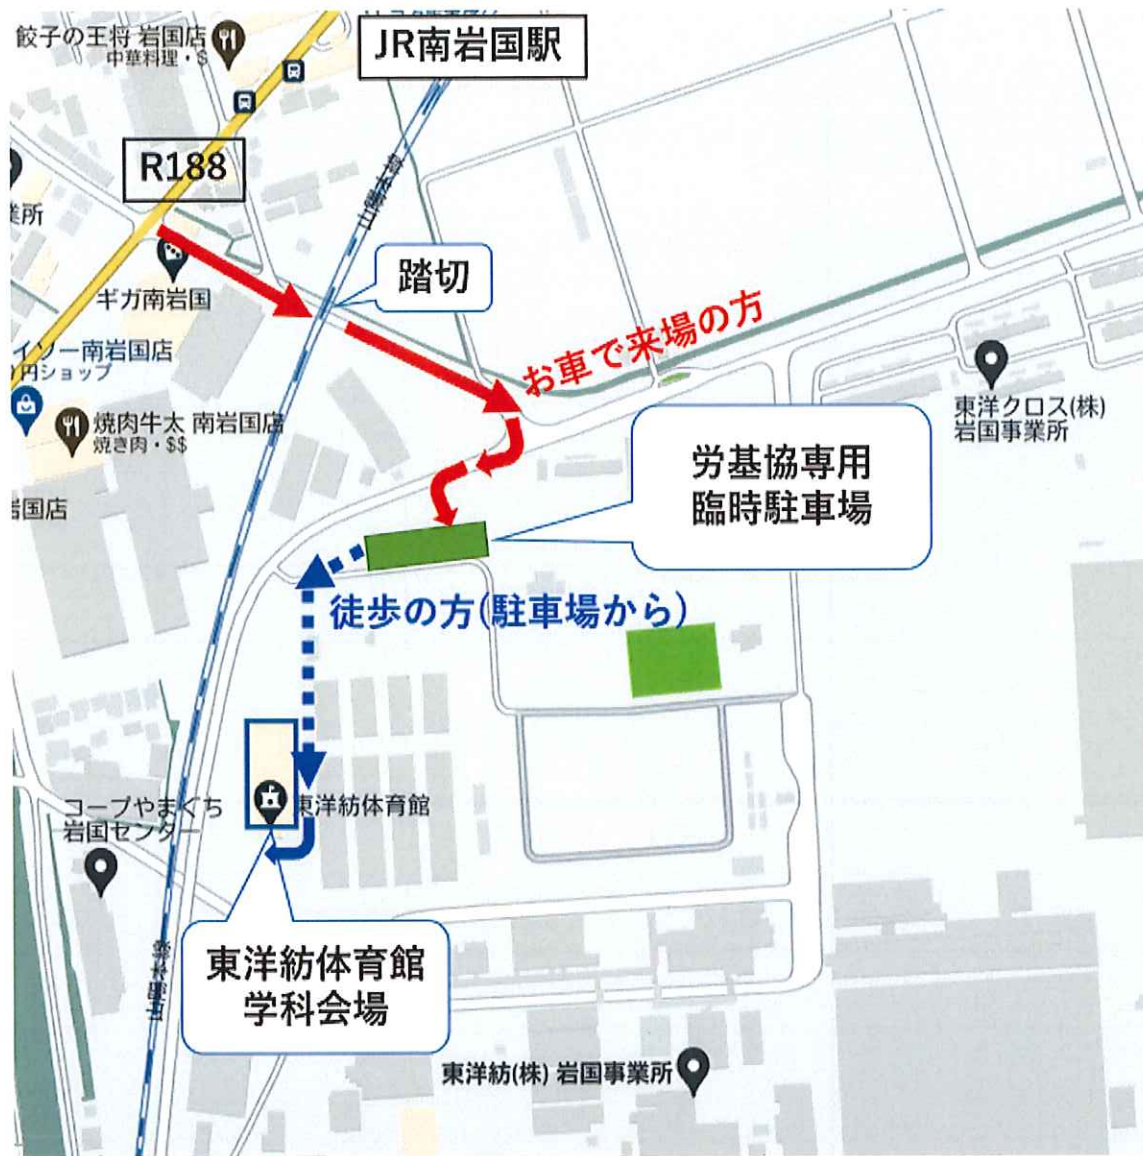 餃子の王将 岩国店
中華料理・$
JR南岩国駅
R188
業所
ギガ南岩国
踏切
お車で来場の方
イソー南岩国店
円ショップ
焼肉牛太 南岩国店
焼き肉・$$
岩国店
東洋クロス(株)
岩国事業所
労基協専用
臨時駐車場
徒歩の方(駐車場から)
東洋紡体育館
コープやまぐち
岩国センター
東洋紡体育館
学科会場
東洋紡(株) 岩国事業所